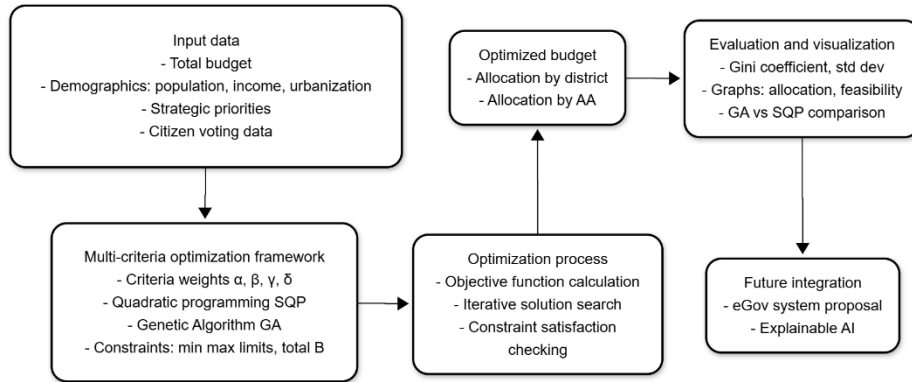 Input data
- Total budget
- Demographics: population, income, urbanization
- Strategic priorities
- Citizen voting data
Multi-criteria optimization framework
- Criteria weights α, β, γ, δ
- Quadratic programming SQP
- Genetic Algorithm GA
- Constraints: min max limits, total B
Optimization process
- Objective function calculation
- Iterative solution search
- Constraint satisfaction
checking
Optimized budget
- Allocation by district
- Allocation by AA
Evaluation and visualization
- Gini coefficient, std dev
- Graphs: allocation, feasibility
- GA vs SQP comparison
Future integration
- eGov system proposal
- Explainable AI